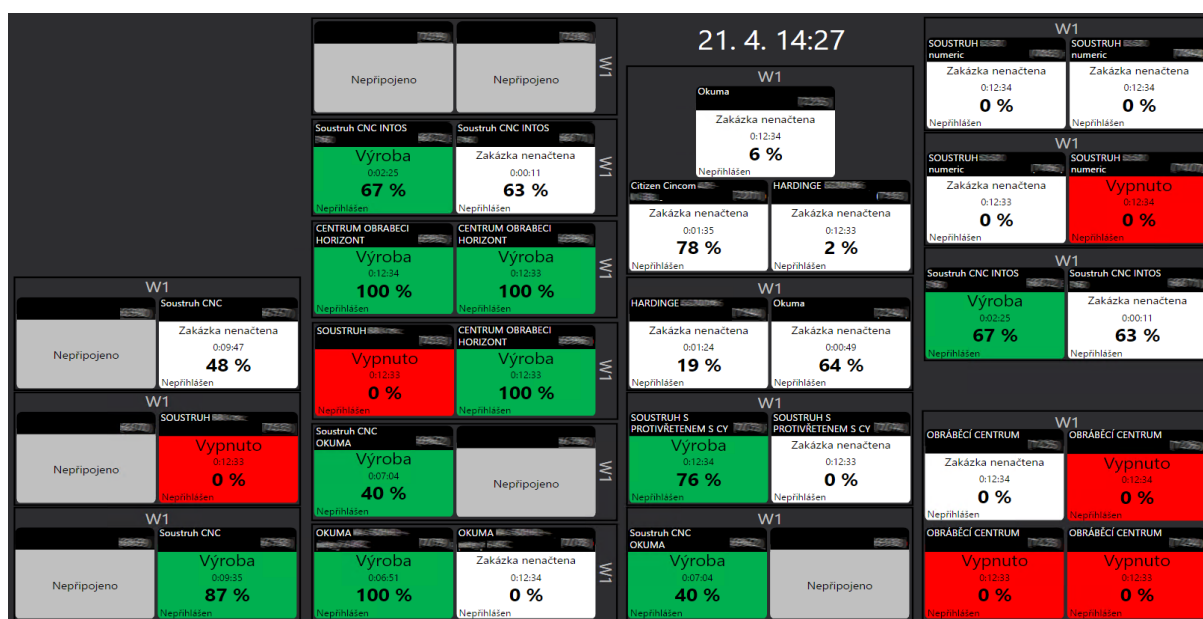 W1
Nepřipojeno
Soustruh CNC
Zakázka nenačtena
0:09:47
48 %
Nepřihlášen
W1
Nepřipojeno
SOUSTRUH
Vypnuto
0:12:33
0 %
Nepřihlášen
W1
Nepřipojeno
Soustruh CNC
Výroba
0:09:35
87 %
Nepřihlášen
Nepřipojeno
Nepřipojeno
W1
Soustruh CNC INTOS
Výroba
0:02:25
67 %
Nepřihlášen
Soustruh CNC INTOS
Zakázka nenačtena
0:00:11
63 %
Nepřihlášen
W1
CENTRUM OBRABECI
HORIZONT
Výroba
0:12:34
100 %
Nepřihlášen
CENTRUM OBRABECI
HORIZONT
Výroba
0:12:33
100 %
Nepřihlášen
W1
SOUSTRUH
Vypnuto
0:12:33
0 %
Nepřihlášen
CENTRUM OBRABECI
HORIZONT
Výroba
0:12:33
100 %
Nepřihlášen
W1
Soustruh CNC
OKUMA
Výroba
0:07:04
40 %
Nepřihlášen
Nepřipojeno
W1
OKUMA
Výroba
0:06:51
100 %
Nepřihlášen
OKUMA
Zakázka nenačtena
0:12:34
0 %
Nepřihlášen
W1
21. 4. 14:27
W1
Okuma
Zakázka nenačtena
0:12:34
6 %
Nepřihlášen
Citizen Cincom
Zakázka nenačtena
0:01:35
78 %
Nepřihlášen
HARDINGE
Zakázka nenačtena
0:12:33
2 %
Nepřihlášen
W1
HARDINGE
Zakázka nenačtena
0:01:24
19 %
Nepřihlášen
Okuma
Zakázka nenačtena
0:00:49
64 %
Nepřihlášen
W1
SOUSTRUH S
PROTIVŘETENEM S CY
Výroba
0:12:34
76 %
Nepřihlášen
SOUSTRUH S
PROTIVŘETENEM S CY
Zakázka nenačtena
0:12:33
0 %
Nepřihlášen
W1
Soustruh CNC
OKUMA
Výroba
0:07:04
40 %
Nepřihlášen
Nepřipojeno
W1
SOUSTRUH
numeric
Zakázka nenačtena
0:12:34
0 %
Nepřihlášen
SOUSTRUH
numeric
Zakázka nenačtena
0:12:34
0 %
Nepřihlášen
W1
SOUSTRUH
numeric
Zakázka nenačtena
0:12:33
0 %
Nepřihlášen
SOUSTRUH
numeric
Vypnuto
0:12:34
0 %
Nepřihlášen
W1
Soustruh CNC INTOS
Výroba
0:02:25
67 %
Nepřihlášen
Soustruh CNC INTOS
Zakázka nenačtena
0:00:11
63 %
Nepřihlášen
W1
OBRÁBĚCÍ CENTRUM
Zakázka nenačtena
0:12:34
0 %
Nepřihlášen
OBRÁBĚCÍ CENTRUM
Vypnuto
0:12:34
0 %
Nepřihlášen
OBRÁBĚCÍ CENTRUM
Vypnuto
0:12:33
0 %
Nepřihlášen
OBRÁBĚCÍ CENTRUM
Vypnuto
0:12:33
0 %
Nepřihlášen